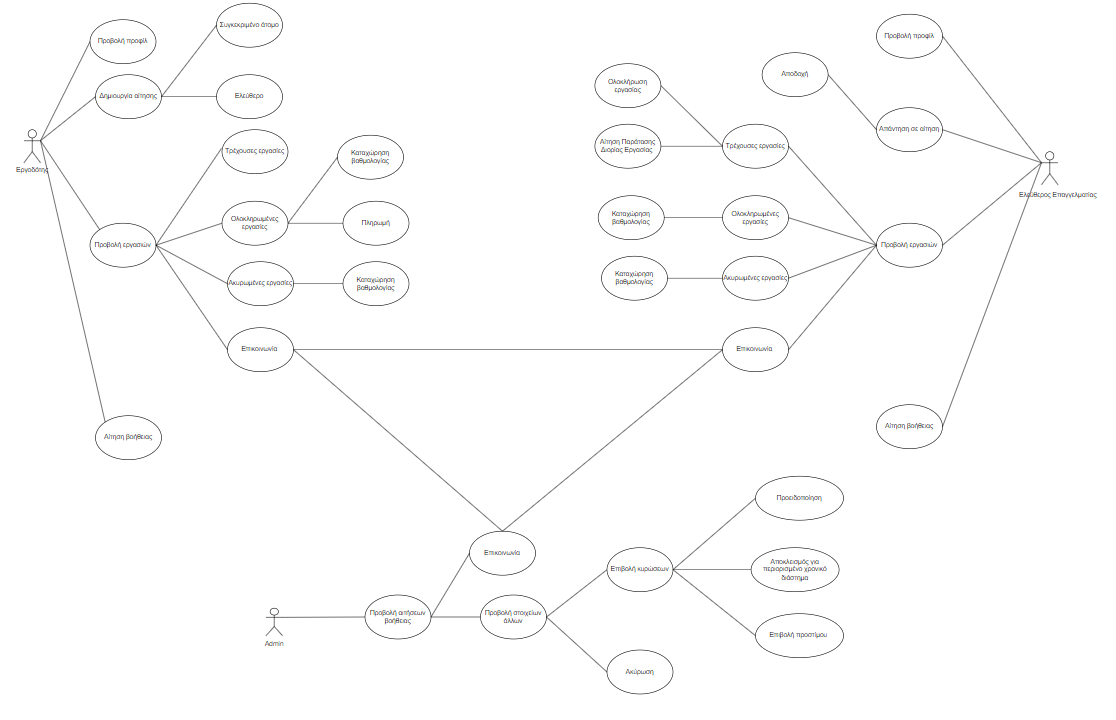 Συγκεκριμένο άτομο
Προβολή προφίλ
Δημιουργία αίτησης
Ελεύθερο
Εργοδότης
Τρέχουσες εργασίες
Καταχώρηση
βαθμολογίας
Ολοκληρωμένες
εργασίες
Πληρωμή
Προβολή εργασιών
Ακυρωμένες εργασίες
Καταχώρηση
βαθμολογίας
Επικοινωνία
Αίτηση βοήθειας
Προβολή προφίλ
Αποδοχή
Ολοκλήρωση
εργασίας
Απάντηση σε αίτηση
Αίτηση Παράτασης
Διορίας Εργασίας
Τρέχουσες εργασίες
Ελεύθερος Επαγγελματίας
Καταχώρηση
βαθμολογίας
Ολοκληρωμένες
εργασίες
Προβολή εργασιών
Καταχώρηση
βαθμολογίας
Ακυρωμένες εργασίες
Επικοινωνία
Αίτηση βοήθειας
Επικοινωνία
Προειδοποίηση
Επιβολή κυρώσεων
Αποκλεισμός για
περιορισμένο χρονικό
διάστημα
Admin
Προβολή αιτήσεων
βοήθειας
Προβολή στοιχείων
άλλων
Επιβολή προστίμου
Ακύρωση